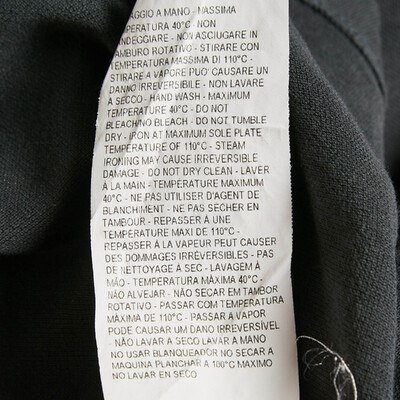 AGGIO A MANO - MASSIMA
PERATURA 40°C - NON
NDEGGIARE - NON ASCIUGARE IN
TAMBURO ROTATIVO - STIRARE CON
TEMPERATURA MASSIMA DI 110°C -
STIRARE A VAPORE PUO' CAUSARE UN
DANNO IRREVERSIBILE - NON LAVARE
A SECCO - HAND WASH - MAXIMUM
TEMPERATURE 40°C - DO NOT
BLEACH/NO BLEACH - DO NOT TUMBLE
DRY - IRON AT MAXIMUM SOLE PLATE
TEMPERATURE OF 110°C - STEAM
IRONING MAY CAUSE IRREVERSIBLE
DAMAGE - DO NOT DRY CLEAN - LAVER
À LA MAIN - TEMPERATURE MAXIMUM
40°C - NE PAS UTILISER D'AGENT DE
BLANCHIMENT - NE PAS SÉCHER EN
TAMBOUR - REPASSER À UNE
TEMPERATURE MAXI DE 110°C -
REPASSER À LA VAPEUR PEUT CAUSER
DES DOMMAGES IRRÉVERSIBLES - PAS
DE NETTOYAGE À SEC - LAVAGEM À
MÃO - TEMPERATURA MÁXIMA 40°C -
NÃO ALVEJAR - NÃO SECAR EM TAMBOR
ROTATIVO - PASSAR COM TEMPERATURA
MÁXIMA DE 110°C - PASSAR A VAPOR
PODE CAUSAR UM DANO IRREVERSÍVEL
- NÃO LAVAR A SECO LAVAR A MANO
NO USAR BLANQUEADOR NO SECAR A
MAQUINA PLANCHAR A 100°C MAXIMO
NO LAVAR EN SECO